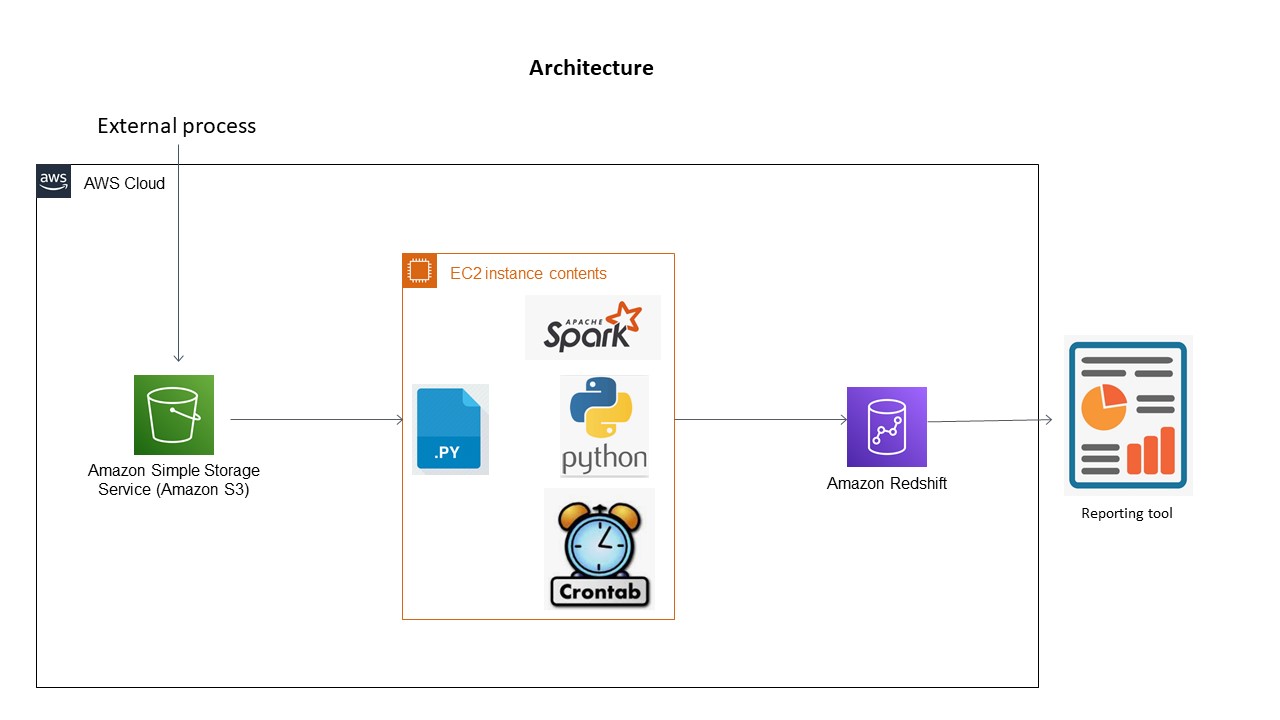 Architecture
External process
aws
AWS Cloud
EC2 instance contents
APACHE
Spark
.PY
python
Crontab
Amazon Simple Storage
Service (Amazon S3)
Amazon Redshift
Reporting tool